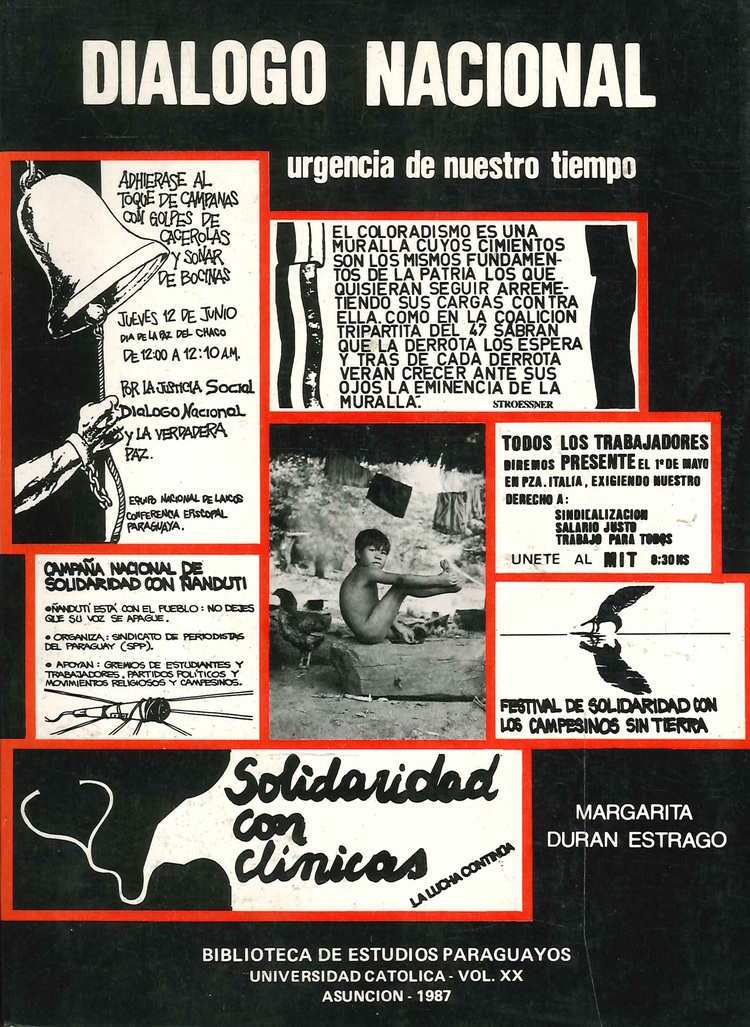 DIALOGO NACIONAL
urgencia de nuestro tiempo
ADHIERASE AL
TOQUE DE CAMPANAS
CON GOLPES DE
CACEROLAS
Y SONAR
DE BOCINAS
JUEVES 12 DE JUNIO
DIA DE LA PAZ DEL CHACO
DE 12:00 A 12:10 A.M.
POR LA JUSTICIA SOCIAL
DIALOGO NACIONAL
Y LA VERDADERA
PAZ.
EQUIPO NACIONAL DE LAICOS
CONFERENCIA EPISCOPAL
PARAGUAYA.
EL COLORADISMO ES UNA
MURALLA CUYOS CIMIENTOS
SON LOS MISMOS FUNDAMEN-
TOS DE LA PATRIA LOS QUE
QUISIERAN SEGUIR ARREME-
TIENDO SUS CARGAS CONTRA
ELLA. COMO EN LA COALICION
TRIPARTITA DEL 47 SABRAN
QUE LA DERROTA LOS ESPERA
Y TRAS DE CADA DERROTA
VERAN CRECER ANTE SUS
OJOS LA EMINENCIA DE LA
MURALLA".
STROESSNER
TODOS LOS TRABAJADORES
DIREMOS PRESENTE EL 1º DE MAYO
EN PZA. ITALIA, EXIGIENDO NUESTRO
DERECHO A:
SINDICALIZACION
SALARIO JUSTO
TRABAJO PARA TODOS
UNETE AL MIT 8:30 HS
CAMPAÑA NACIONAL DE
SOLIDARIDAD CON ÑANDUTI
•ÑANDUTÍ ESTÁ CON EL PUEBLO: NO DEJES
QUE SU VOZ SE APAGUE.
• ORGANIZA: SINDICATO DE PERIODISTAS
DEL PARAGUAY (SPP).
• APOYAN: GREMIOS DE ESTUDIANTES Y
TRABAJADORES, PARTIDOS POLÍTICOS Y
MOVIMIENTOS RELIGIOSOS Y CAMPESINOS.
FESTIVAL DE SOLIDARIDAD CON
LOS CAMPESINOS SIN TIERRA
Solidaridad
con
clínicas
LA LUCHA CONTINUA
MARGARITA
DURAN ESTRAGO
BIBLIOTECA DE ESTUDIOS PARAGUAYOS
UNIVERSIDAD CATOLICA - VOL. XX
ASUNCION - 1987